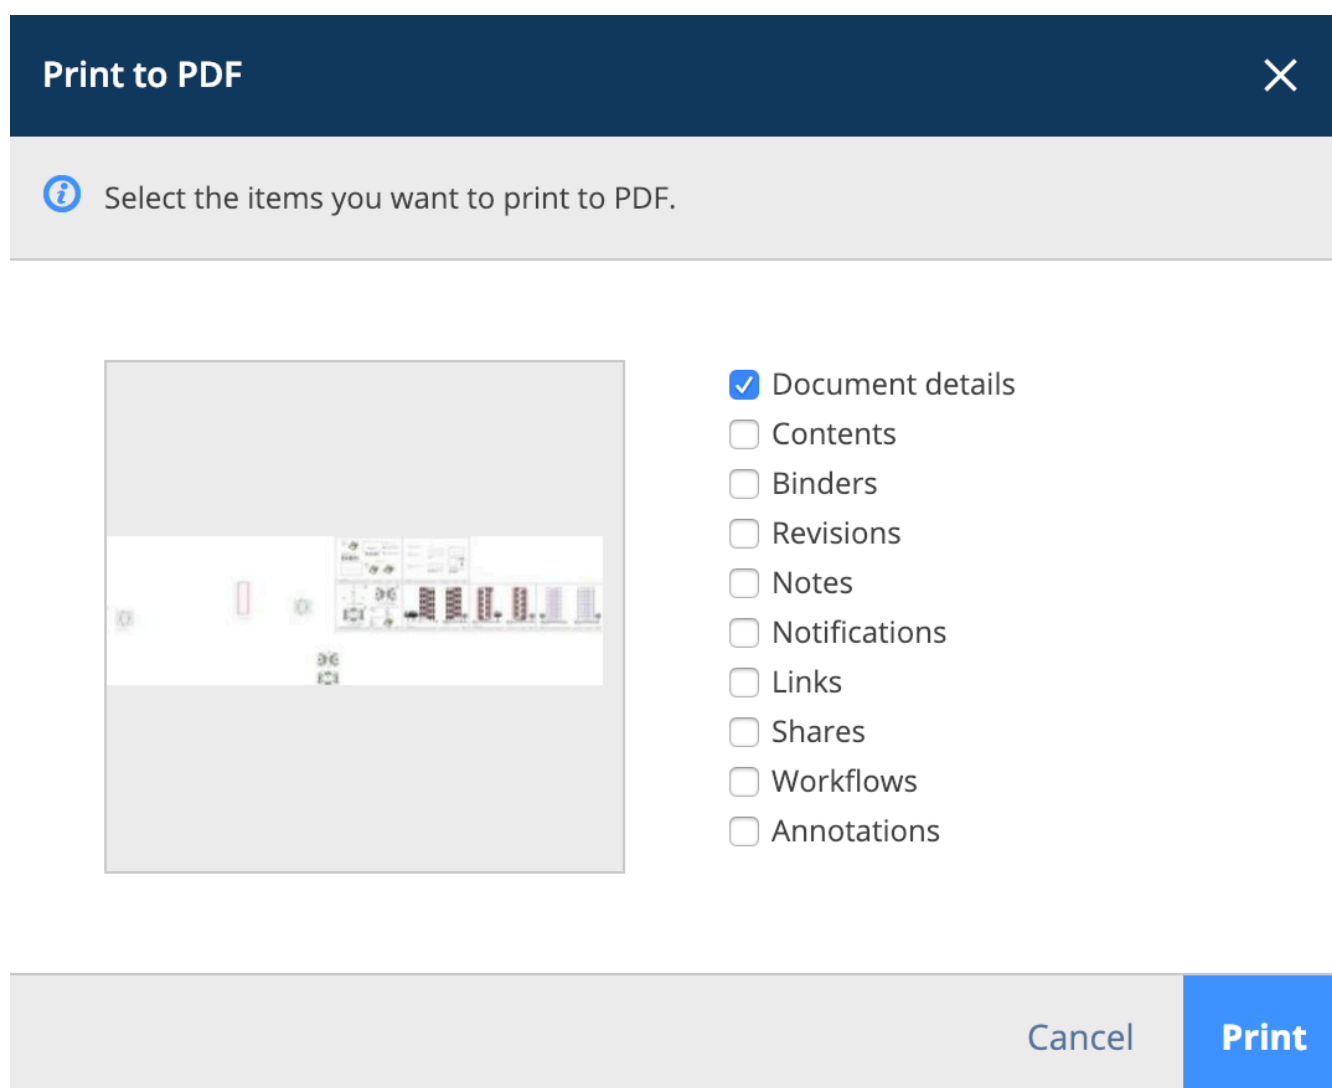 Print to PDF
Select the items you want to print to PDF.
Document details
Contents
Binders
Revisions
Notes
Notifications
Links
Shares
Workflows
Annotations
Cancel
Print